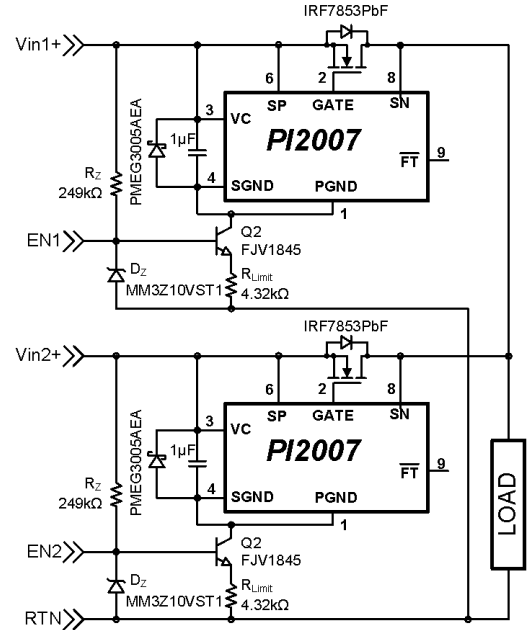 IRF7853PbF
Vin1+
6
2
8
SP
GATE
SN
PMEG3005AEA
3
VC
1µF
PI2007
FT
9
RZ
249kΩ
4
SGND
PGND
1
EN1
Q2
FJV1845
DZ
MM3Z10VST1
RLimit
4.32kΩ
IRF7853PbF
Vin2+
6
2
8
SP
GATE
SN
PMEG3005AEA
3
VC
1µF
PI2007
FT
9
RZ
249kΩ
4
SGND
PGND
1
LOAD
EN2
Q2
FJV1845
DZ
MM3Z10VST1
RLimit
4.32kΩ
RTN